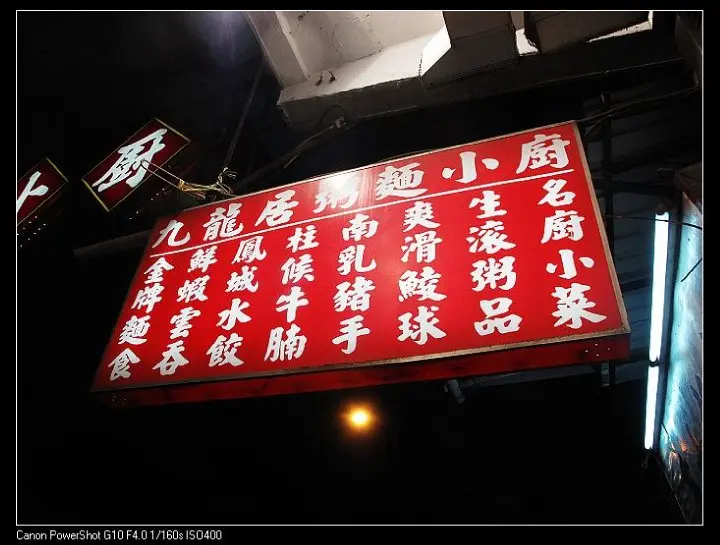 小
廚
九龍居粥麵小廚
名廚小菜
生滾粥品
爽滑鯪球
南乳豬手
柱候牛腩
鳳城水餃
鮮蝦雲吞
金牌麵食
Canon PowerShot G10 F4.0 1/160s ISO400